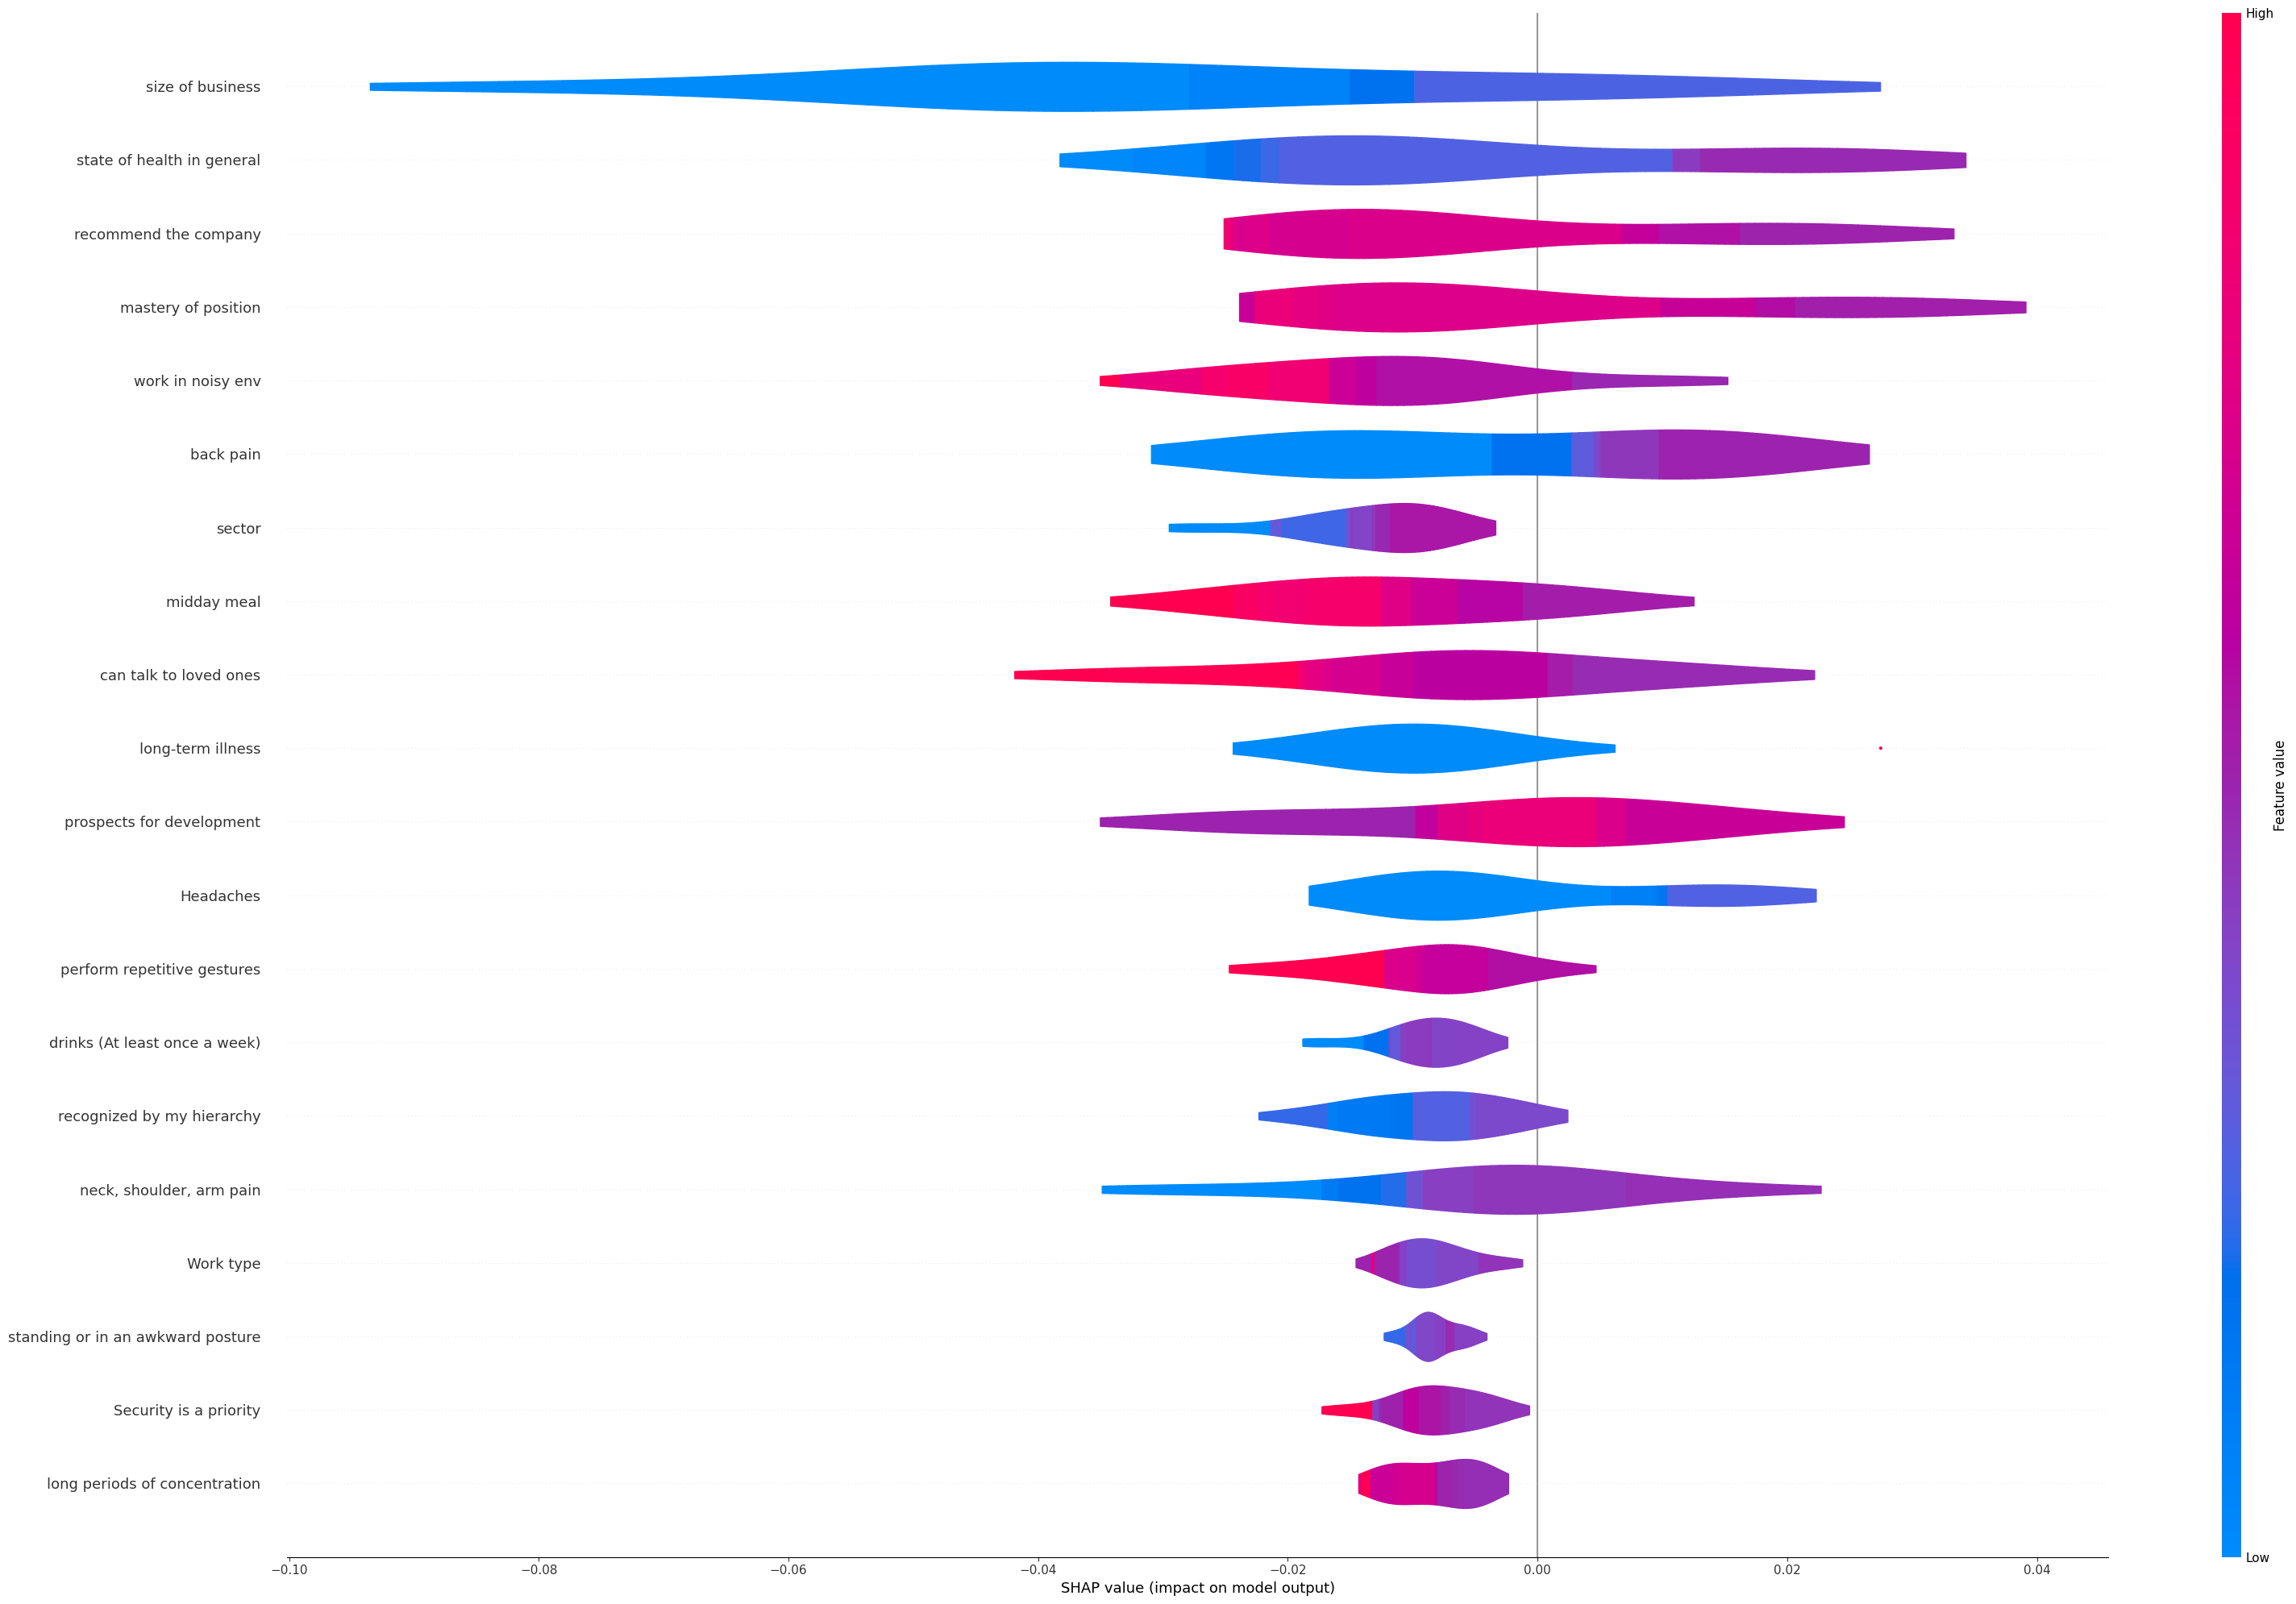 High
size of business
state of health in general
recommend the company
mastery of position
work in noisy env
back pain
sector
midday meal
can talk to loved ones
long-term illness
prospects for development
Headaches
perform repetitive gestures
drinks (At least once a week)
recognized by my hierarchy
neck, shoulder, arm pain
Work type
standing or in an awkward posture
Security is a priority
long periods of concentration
Feature value
Low
−0.10 −0.08 −0.06 −0.04 −0.02 0.00 0.02 0.04
SHAP value (impact on model output)